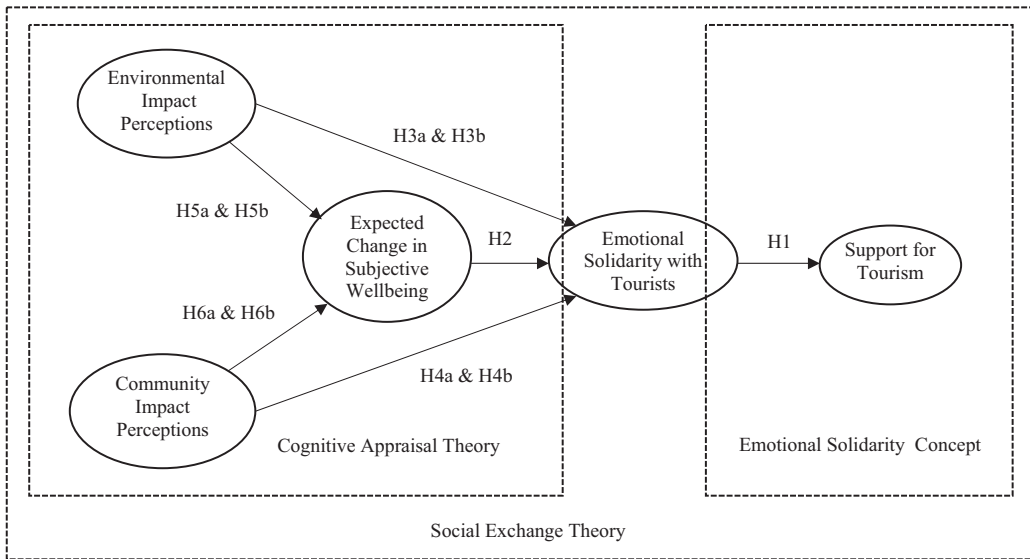 Environmental
Impact
Perceptions
H3a & H3b
H5a & H5b
Expected
Change in
Subjective
Wellbeing
H2
Emotional
Solidarity with
Tourists
H1
Support for
Tourism
H6a & H6b
H4a & H4b
Community
Impact
Perceptions
Cognitive Appraisal Theory
Emotional Solidarity Concept
Social Exchange Theory